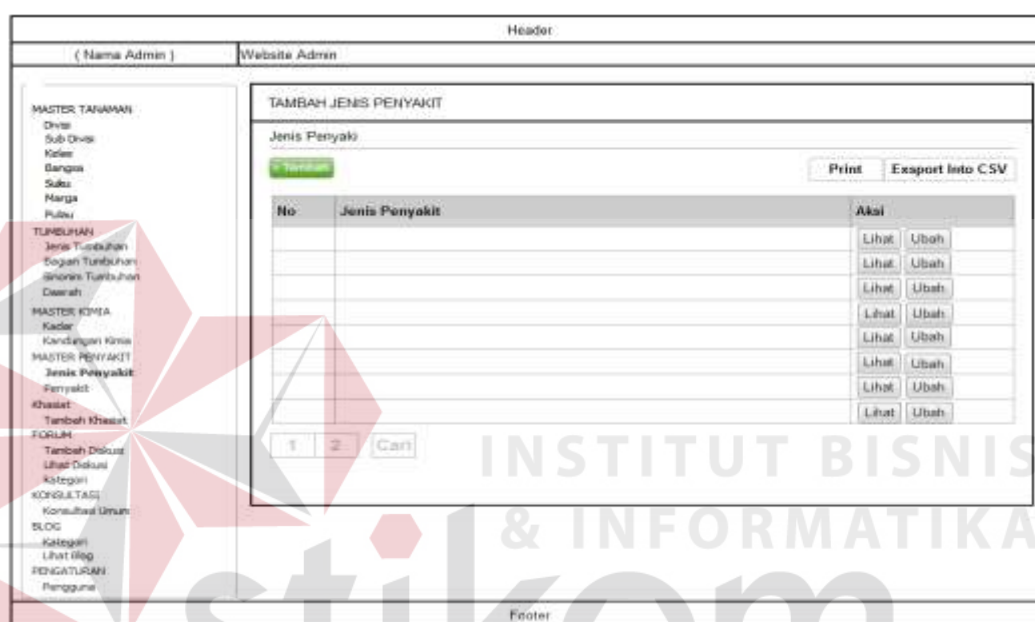 Header
( Nama Admin )
Website Admin
MASTER TANAMAN
Divisi
Sub Divisi
Kelas
Bangsa
Suku
Marga
Pulau
TUMBUHAN
Jenis Tumbuhan
Bagian Tumbuhan
Sinonim Tumbuhan
Daerah
MASTER KIMIA
Kadar
Kandungan Kimia
MASTER PENYAKIT
Jenis Penyakit
Penyakit
Khasiat
Tambah Khasiat
FORUM
Tambah Diskusi
Lihat Diskusi
Kategori
KONSULTASI
Konsultasi Umum
BLOG
Kategori
Lihat Blog
PENGATURAN
Pengguna
TAMBAH JENIS PENYAKIT
Jenis Penyaki
+ Tambah
Print Exsport Into CSV
No Jenis Penyakit Aksi
Lihat Ubah
Lihat Ubah
Lihat Ubah
Lihat Ubah
Lihat Ubah
Lihat Ubah
Lihat Ubah
Lihat Ubah
1 2 Cari
INSTITUT BISNIS
& INFORMATIKA
stikom
Footer